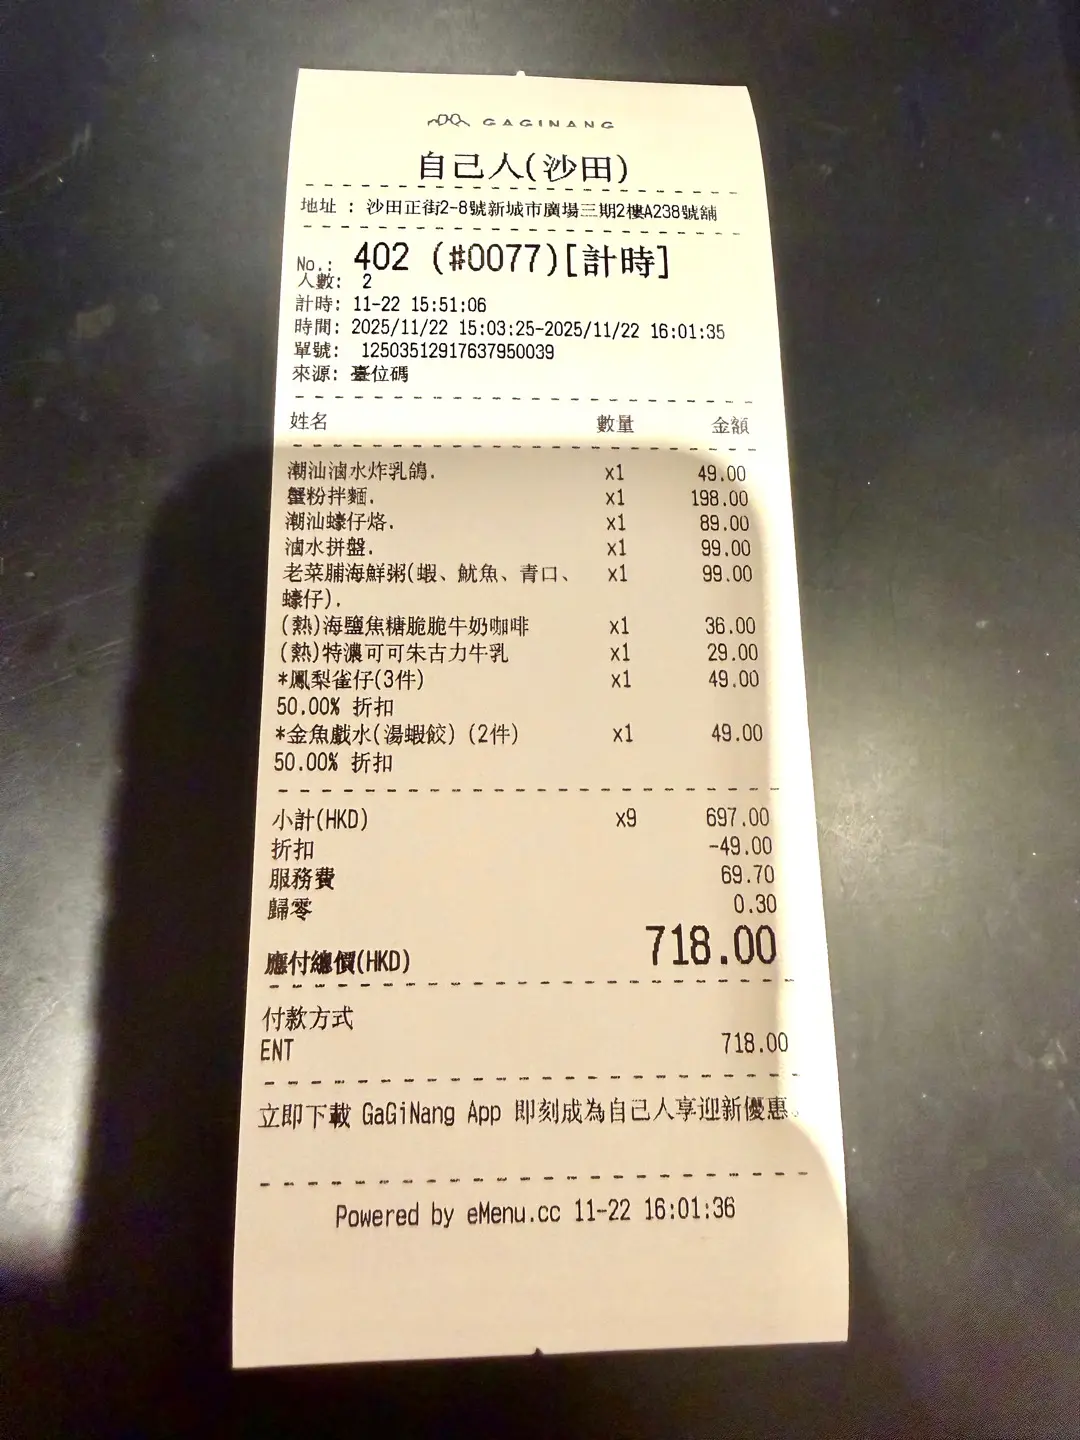 GAGINANG
自己人(沙田)
地址 : 沙田正街2-8號新城市廣場三期2樓A238號舖
No.: 402 (#0077)[計時]
人數: 2
計時: 11-22 15:51:06
時間: 2025/11/22 15:03:25-2025/11/22 16:01:35
單號: 12503512917637950039
來源: 臺位碼
姓名 數量 金額
潮汕滷水炸乳鴿. x1 49.00
蟹粉拌麵. x1 198.00
潮汕蠔仔烙. x1 89.00
滷水拼盤. x1 99.00
老菜脯海鮮粥(蝦、魷魚、青口、 x1 99.00
蠔仔).
(熱)海鹽焦糖脆脆牛奶咖啡 x1 36.00
(熱)特濃可可朱古力牛乳 x1 29.00
*鳳梨雀仔(3件) x1 49.00
50.00% 折扣
*金魚戲水(湯蝦餃) (2件) x1 49.00
50.00% 折扣
小計(HKD) x9 697.00
折扣 -49.00
服務費 69.70
歸零 0.30
應付總價(HKD) 718.00
付款方式
ENT 718.00
立即下載 GaGiNang App 即刻成為自己人享迎新優惠.
Powered by eMenu.cc 11-22 16:01:36